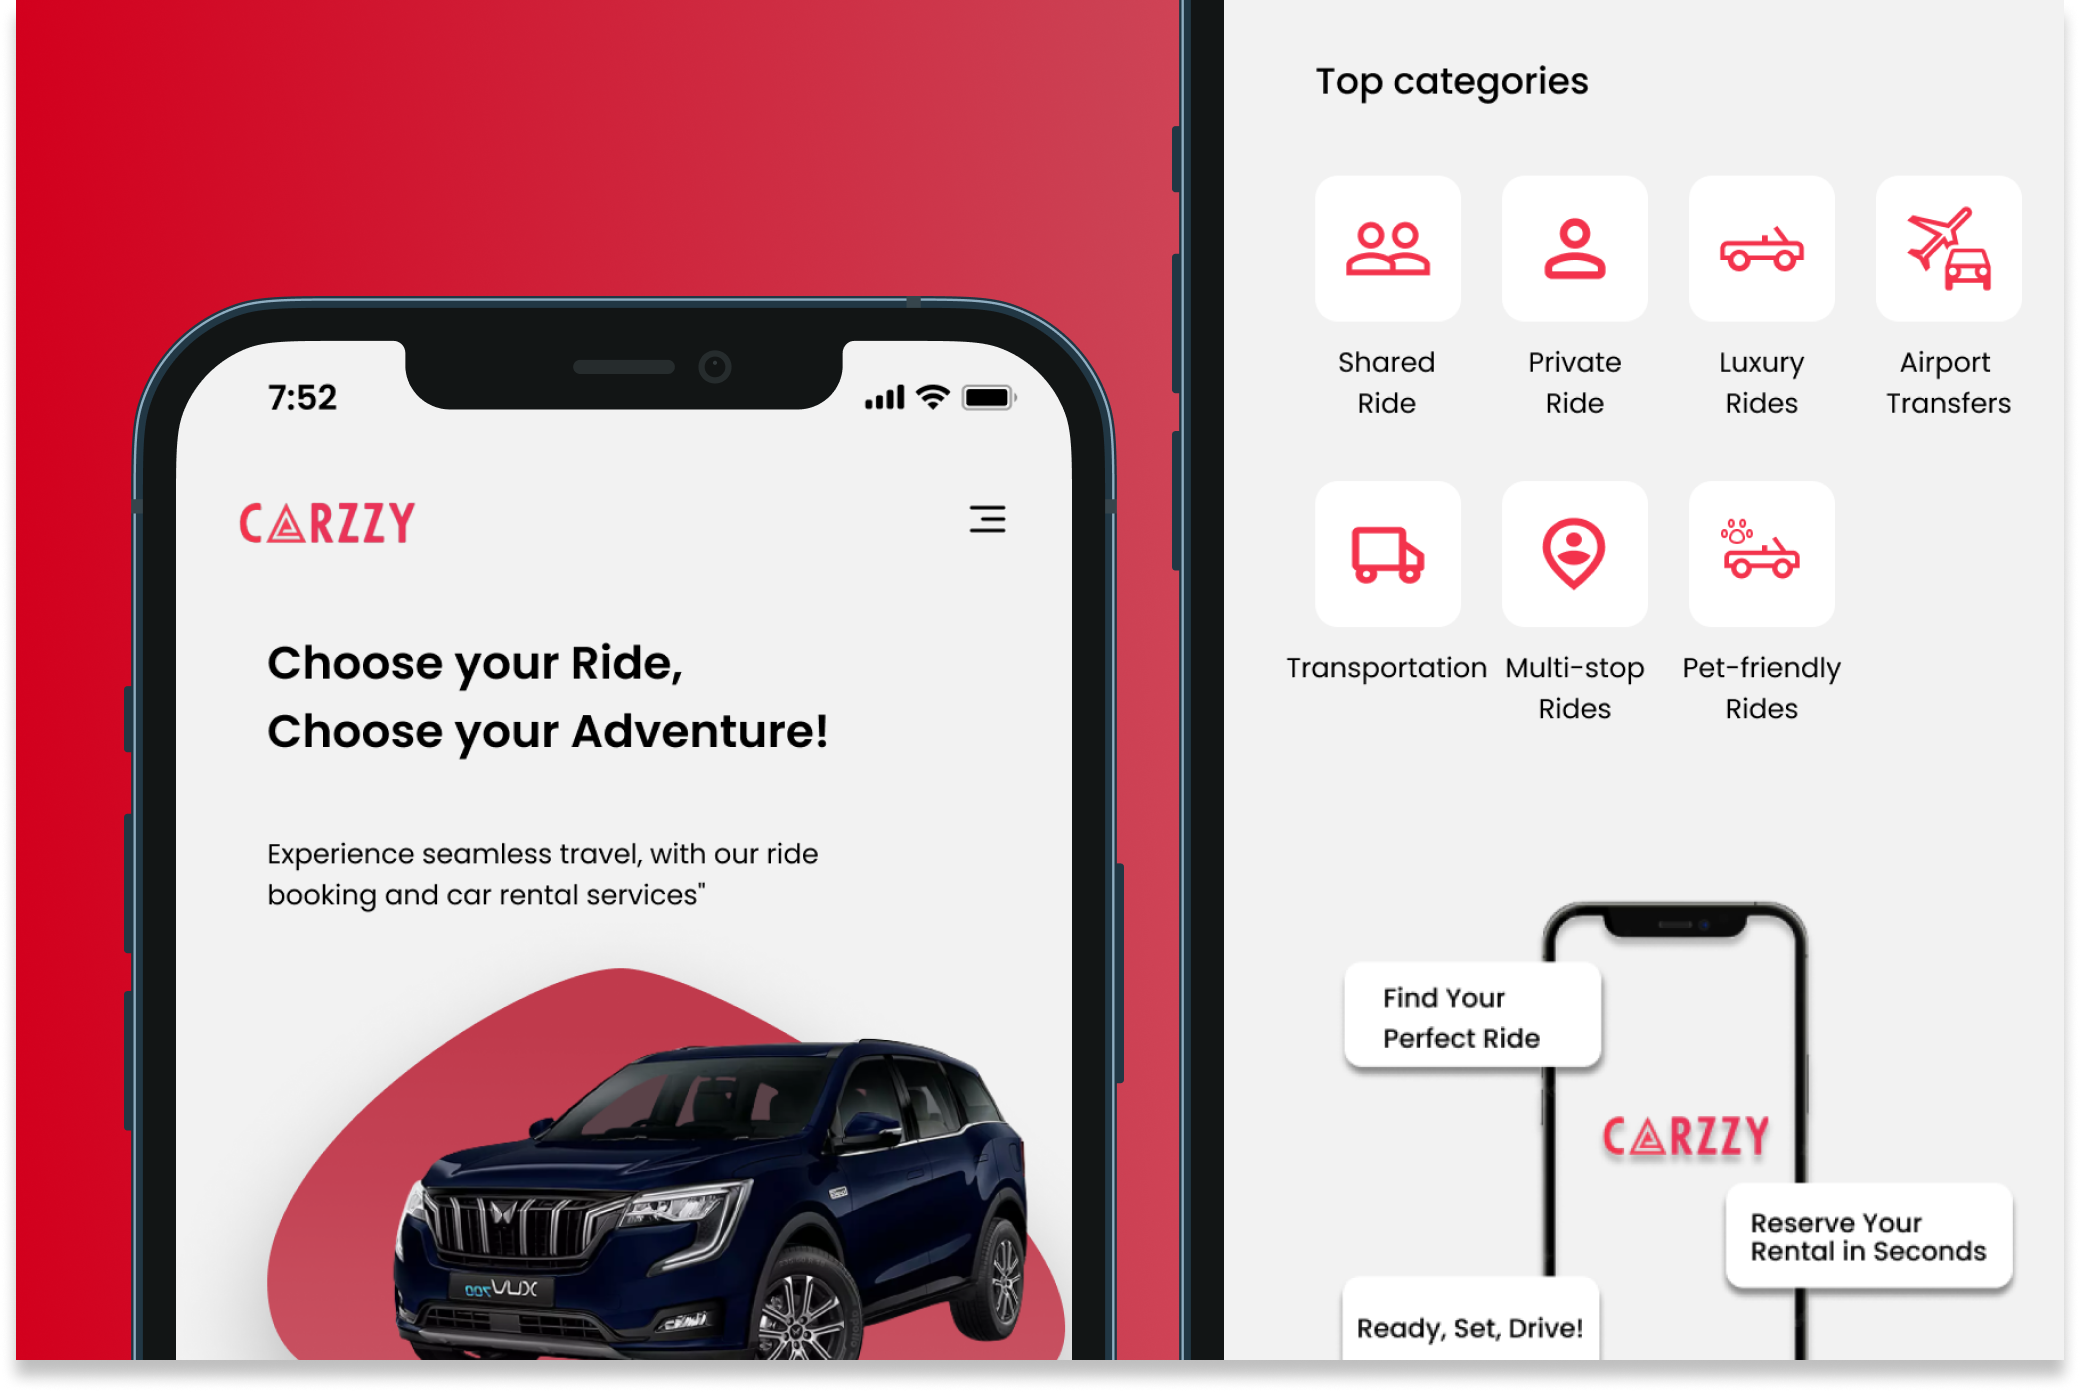 7:52
CARZZY
Choose your Ride,
Choose your Adventure!
Experience seamless travel, with our ride
booking and car rental services"
XUV700
Top categories
Shared
Ride
Private
Ride
Luxury
Rides
Airport
Transfers
Transportation
Multi-stop
Rides
Pet-friendly
Rides
Find Your
Perfect Ride
CARZZY
Reserve Your
Rental in Seconds
Ready, Set, Drive!